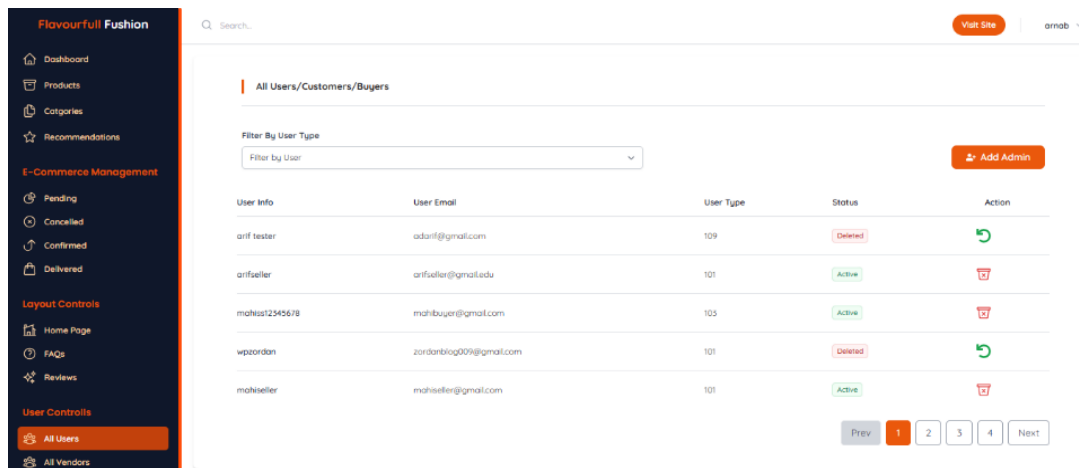 Flavourfull Fushion
Search..
Visit Site
arnab
Dashboard
Products
Catgories
Recommendations
E-Commerce Management
Pending
Cancelled
Confirmed
Delivered
Layout Controls
Home Page
FAQs
Reviews
User Controlls
All Users
All Vendors
All Users/Customers/Buyers
Filter By User Type
Filter by User
Add Admin
User Info User Email User Type Status Action
arif tester adarif@gmail.com 109 Deleted
arifseller arifseller@gmail.edu 101 Active
mahiss12345678 mahibuyer@gmail.com 103 Active
wpzordan zordanblog009@gmail.com 101 Deleted
mahiseller mahiseller@gmail.com 101 Active
Prev 1 2 3 4 Next